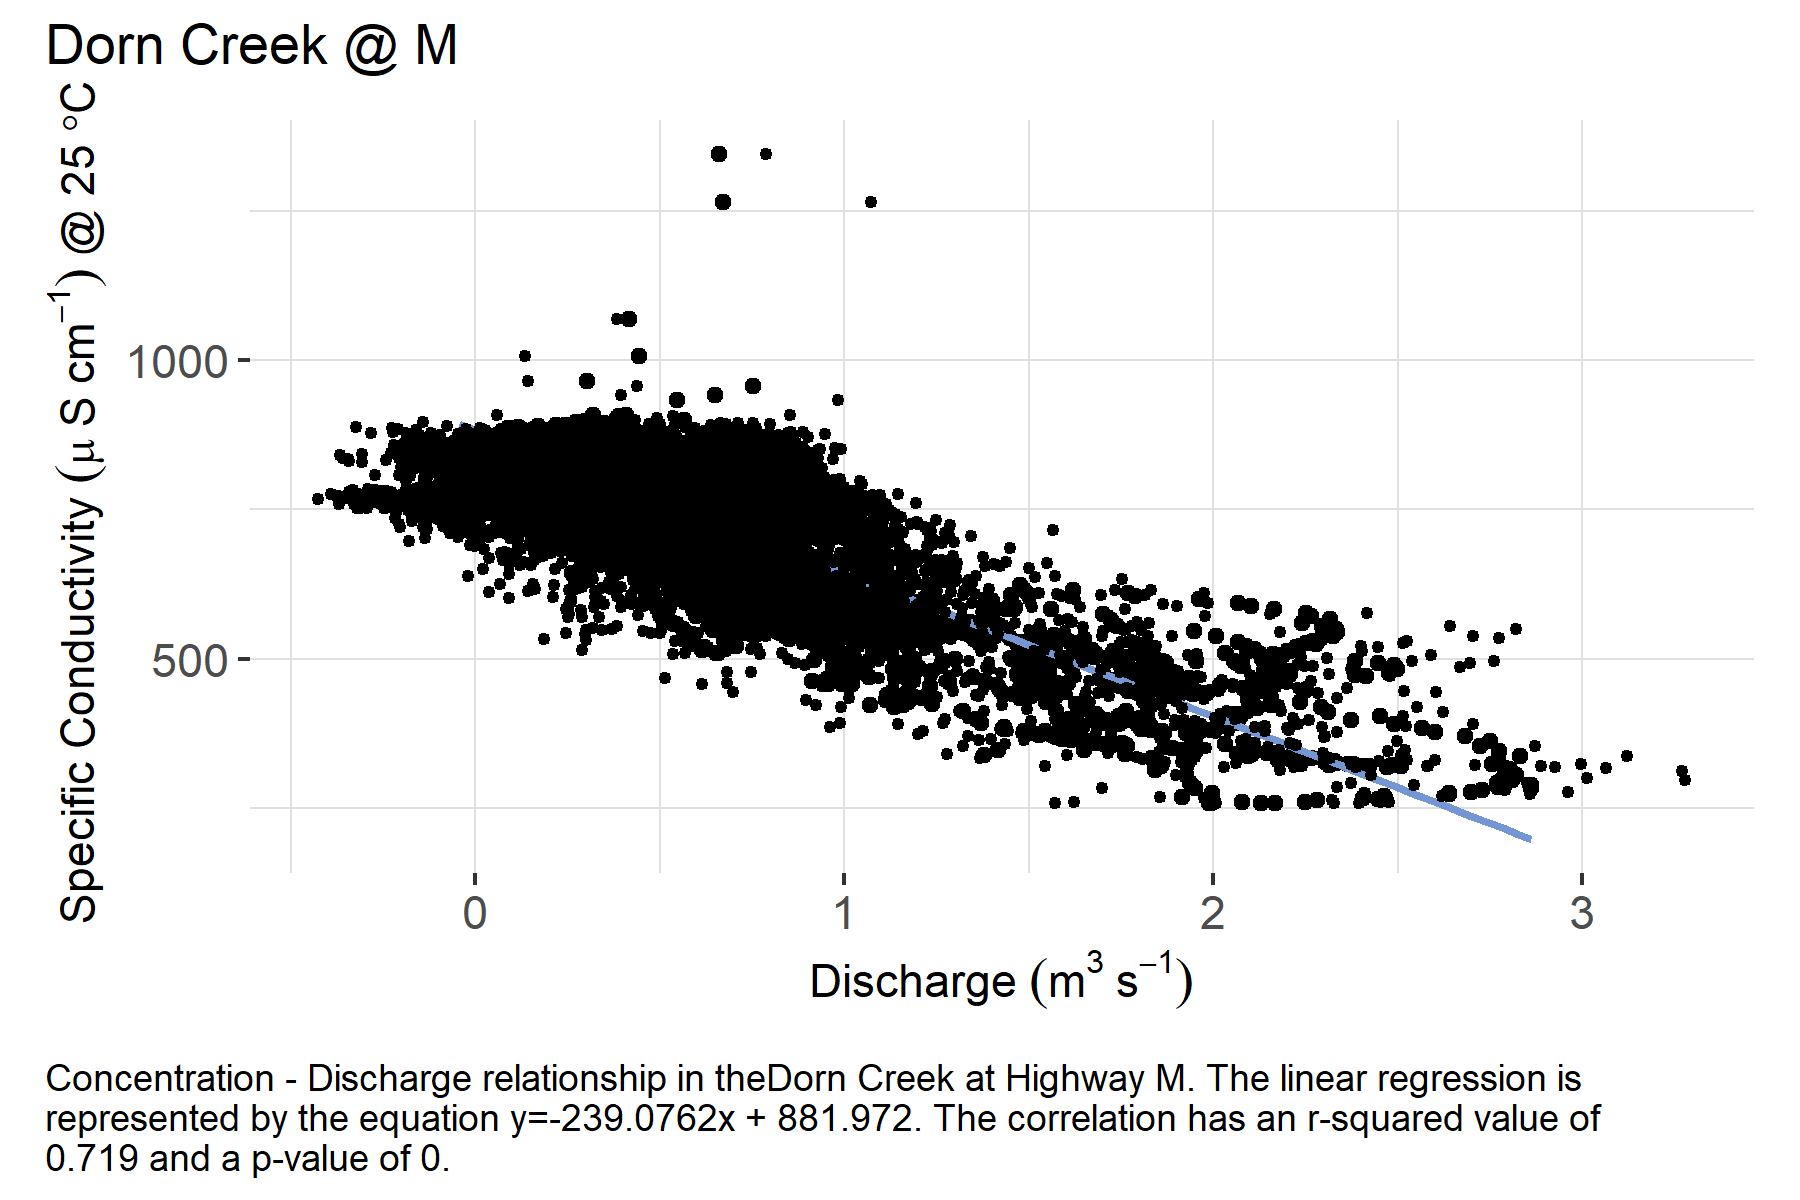 Dorn Creek @ M
Specific Conductivity (μ S cm⁻¹) @ 25 °C
1000
500
0 1 2 3
Discharge (m³ s⁻¹)
Concentration - Discharge relationship in theDorn Creek at Highway M. The linear regression is
represented by the equation y=-239.0762x + 881.972. The correlation has an r-squared value of
0.719 and a p-value of 0.